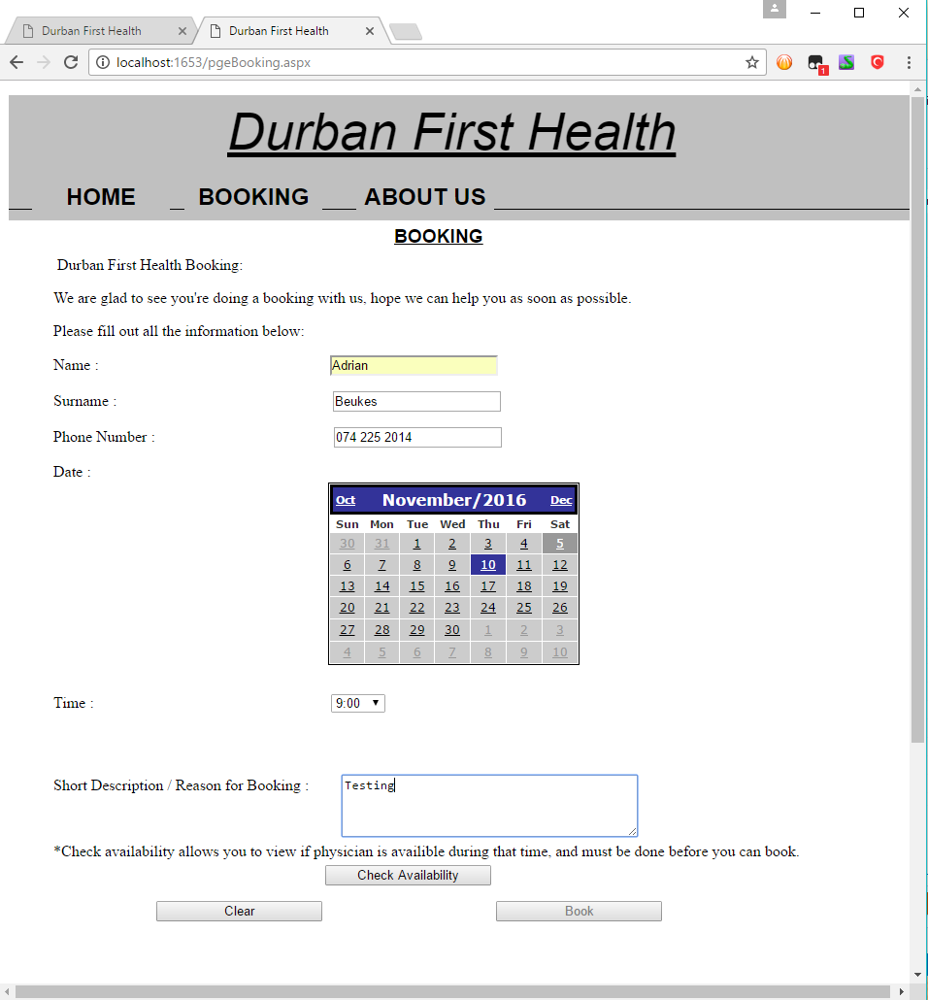 Durban First Health
Durban First Health
localhost:1653/pgeBooking.aspx
1
Durban First Health
HOME BOOKING ABOUT US
BOOKING
Durban First Health Booking:
We are glad to see you're doing a booking with us, hope we can help you as soon as possible.
Please fill out all the information below:
Name : Adrian
Surname : Beukes
Phone Number : 074 225 2014
Date :
Oct November/2016 Dec
Sun Mon Tue Wed Thu Fri Sat
30 31 1 2 3 4 5
6 7 8 9 10 11 12
13 14 15 16 17 18 19
20 21 22 23 24 25 26
27 28 29 30 1 2 3
4 5 6 7 8 9 10
Time : 9:00
Short Description / Reason for Booking : Testing
*Check availability allows you to view if physician is availible during that time, and must be done before you can book.
Check Availability
Clear Book